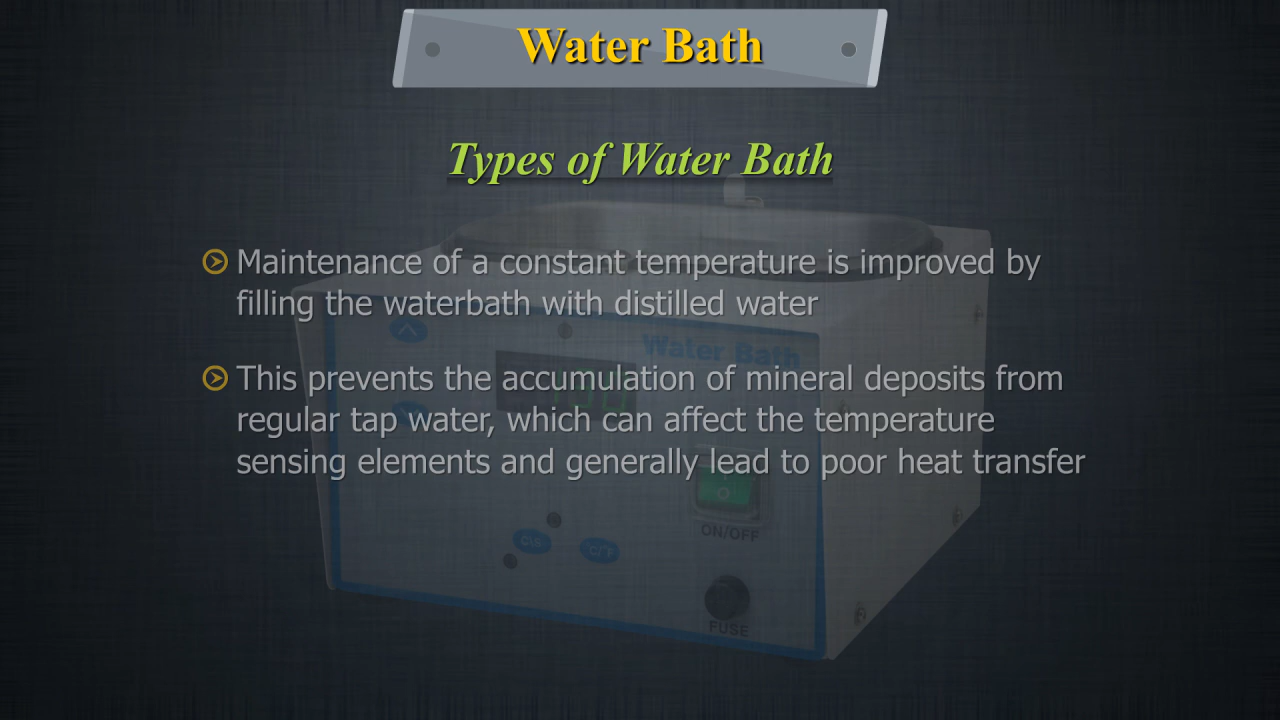 Water Bath
Types of Water Bath
Maintenance of a constant temperature is improved by
filling the waterbath with distilled water
Water Bath
This prevents the accumulation of mineral deposits from
regular tap water, which can affect the temperature
sensing elements and generally lead to poor heat transfer
ON/OFF
°C/°F
FUSE